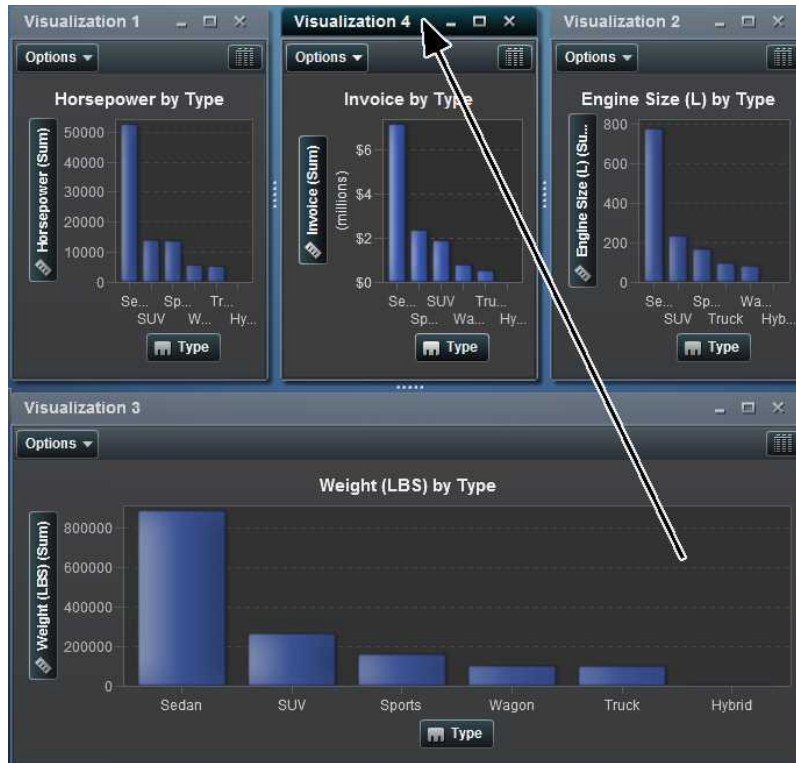 Visualization 1
Options
Horsepower by Type
Horsepower (Sum)
50000
40000
30000
20000
10000
0
Se... Sp... Tr...
SUV W... Hy...
Type
Visualization 4
Options
Invoice by Type
Invoice (Sum)
(millions)
$6
$4
$2
$0
Se... SUV Tru...
Sp... Wa... Hy...
Type
Visualization 2
Options
Engine Size (L) by Type
Engine Size (L) (Su...
800
600
400
200
0
Se... Sp... Wa...
SUV Truck Hyb...
Type
Visualization 3
Options
Weight (LBS) by Type
Weight (LBS) (Sum)
800000
600000
400000
200000
0
Sedan SUV Sports Wagon Truck Hybrid
Type